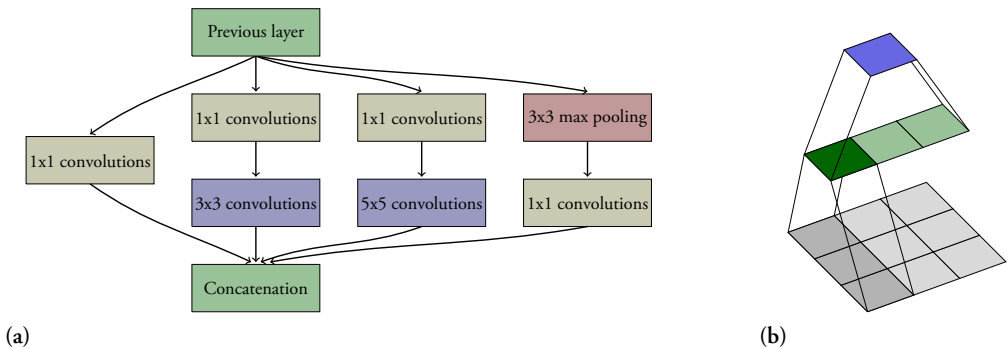 Previous layer
1x1 convolutions
1x1 convolutions
3x3 max pooling
1x1 convolutions
3x3 convolutions
5x5 convolutions
1x1 convolutions
Concatenation
(a)
(b)